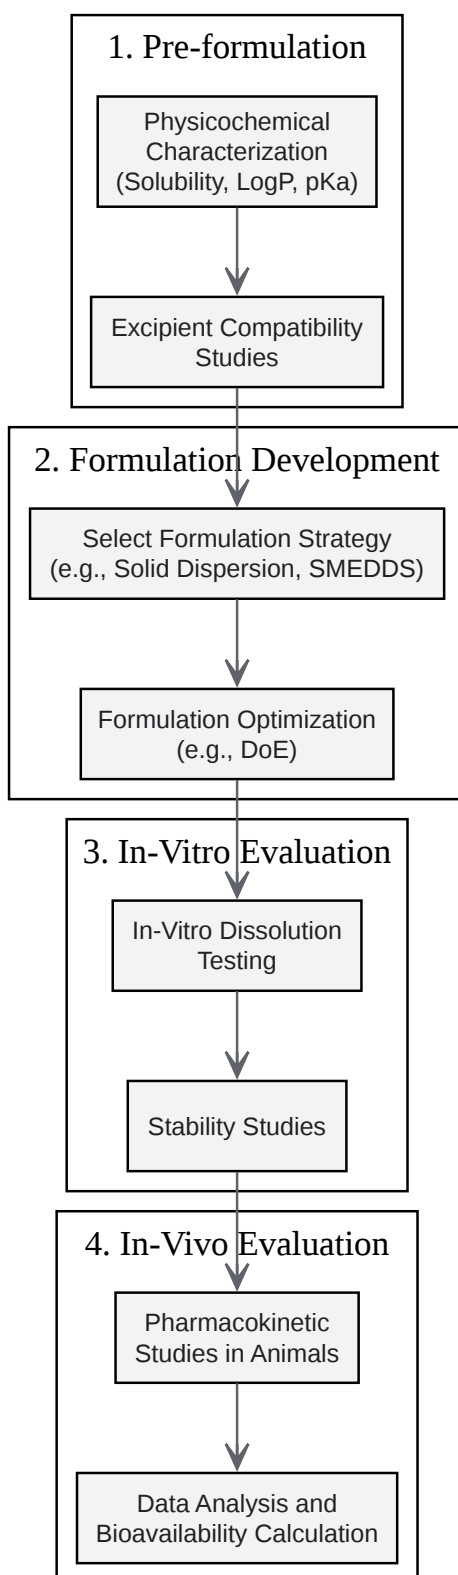 1. Pre-formulation
Physicochemical
Characterization
(Solubility, LogP, pKa)
Excipient Compatibility
Studies
2. Formulation Development
Select Formulation Strategy
(e.g., Solid Dispersion, SMEDDS)
Formulation Optimization
(e.g., DoE)
3. In-Vitro Evaluation
In-Vitro Dissolution
Testing
Stability Studies
4. In-Vivo Evaluation
Pharmacokinetic
Studies in Animals
Data Analysis and
Bioavailability Calculation